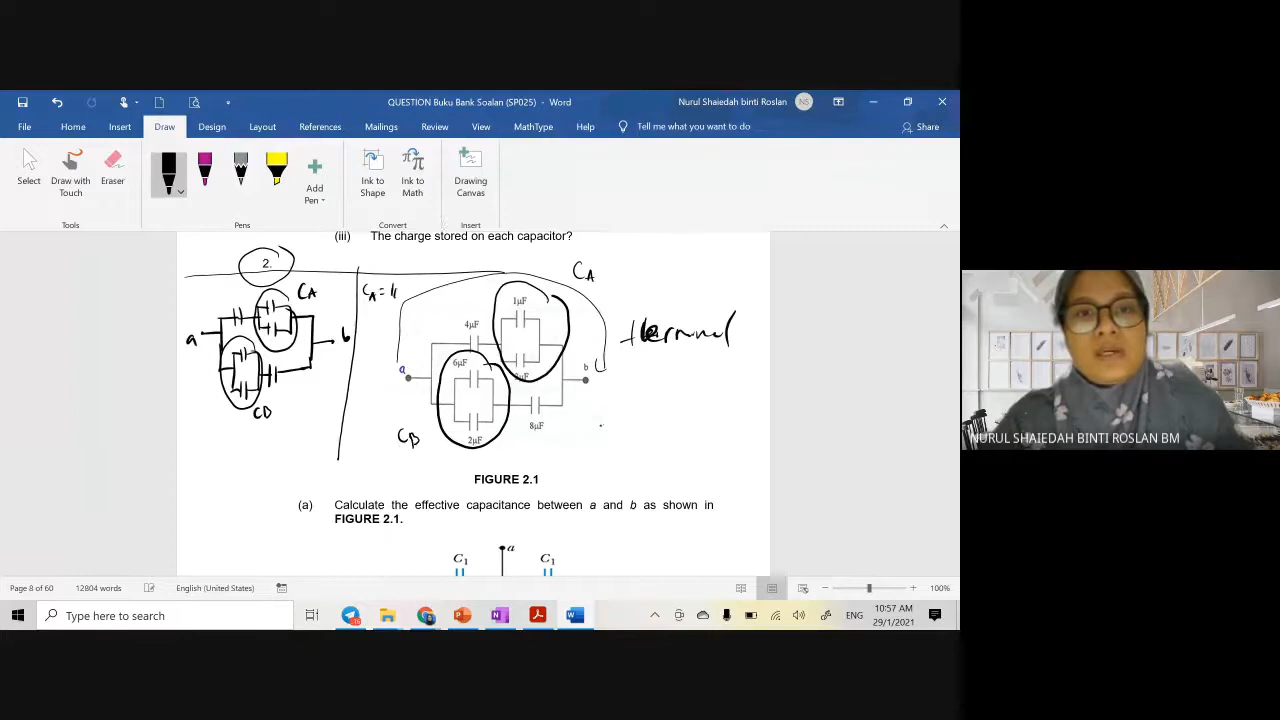 QUESTION Buku Bank Soalan (SP025) - Word
Nurul Shaiedah binti Roslan
NS
File
Home
Insert
Draw
Design
Layout
References
Mailings
Review
View
MathType
Help
Tell me what you want to do
Share
Select
Draw with Touch
Eraser
Add Pen
Ink to Shape
Ink to Math
Drawing Canvas
Tools
Pens
Convert
Insert
(iii) The charge stored on each capacitor?
2.
CA
CA
CA =
1μF
4μF
terminal
a
b
6μF
a
b
CB
8μF
2μF
FIGURE 2.1
(a) Calculate the effective capacitance between a and b as shown in
FIGURE 2.1.
a
C1
C1
Page 8 of 60
12804 words
English (United States)
100%
Type here to search
ENG
10:57 AM
29/1/2021
NURUL SHAIEDAH BINTI ROSLAN BM